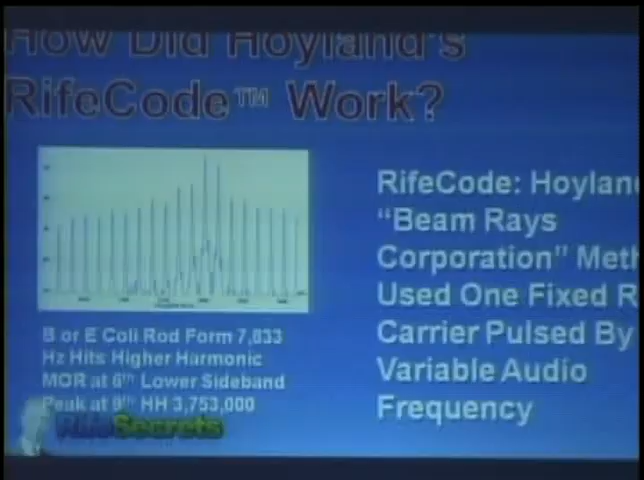 How Did Hoyland's
RifeCode™ Work?
RifeCode: Hoylan
"Beam Rays
Corporation" Meth
Used One Fixed R
Carrier Pulsed By
Variable Audio
Frequency
B or E Coli Rod Form 7,833
Hz Hits Higher Harmonic
MOR at 6th Lower Sideband
Peak at 9th HH 3,753,000
RifeSecrets